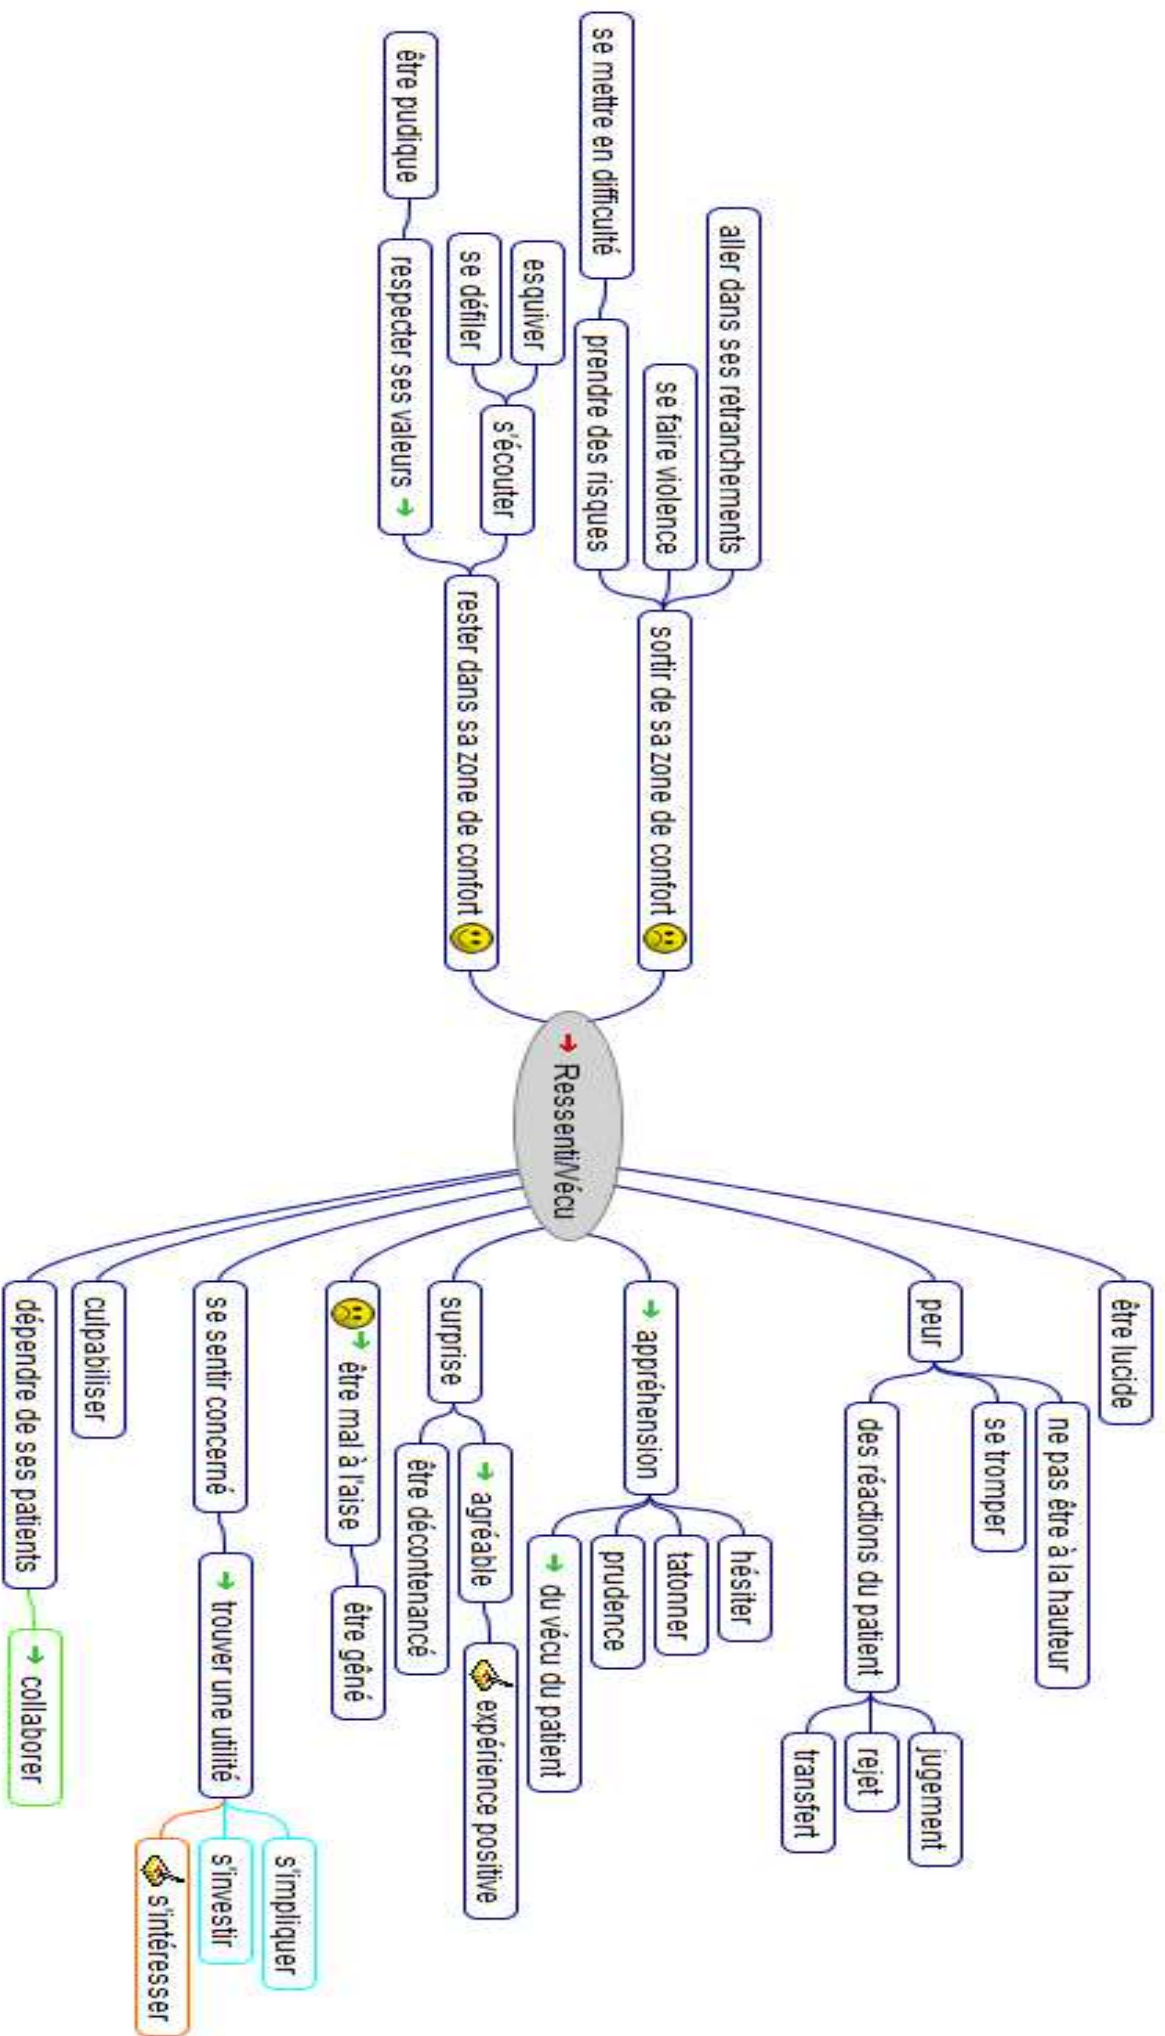 aller dans ses retranchements
se faire violence
se mettre en difficulté
prendre des risques
sortir de sa zone de confort
esquiver
se défiler
s'écouter
être pudique
respecter ses valeurs
rester dans sa zone de confort
Ressenti/Vécu
être lucide
peur
ne pas être à la hauteur
se tromper
des réactions du patient
jugement
rejet
transfert
appréhension
hésiter
tatonner
prudence
du vécu du patient
surprise
agréable
expérience positive
être décontenancé
être mal à l'aise
être gêné
se sentir concerné
trouver une utilité
s'impliquer
s'investir
s'intéresser
culpabiliser
dépendre de ses patients
collaborer